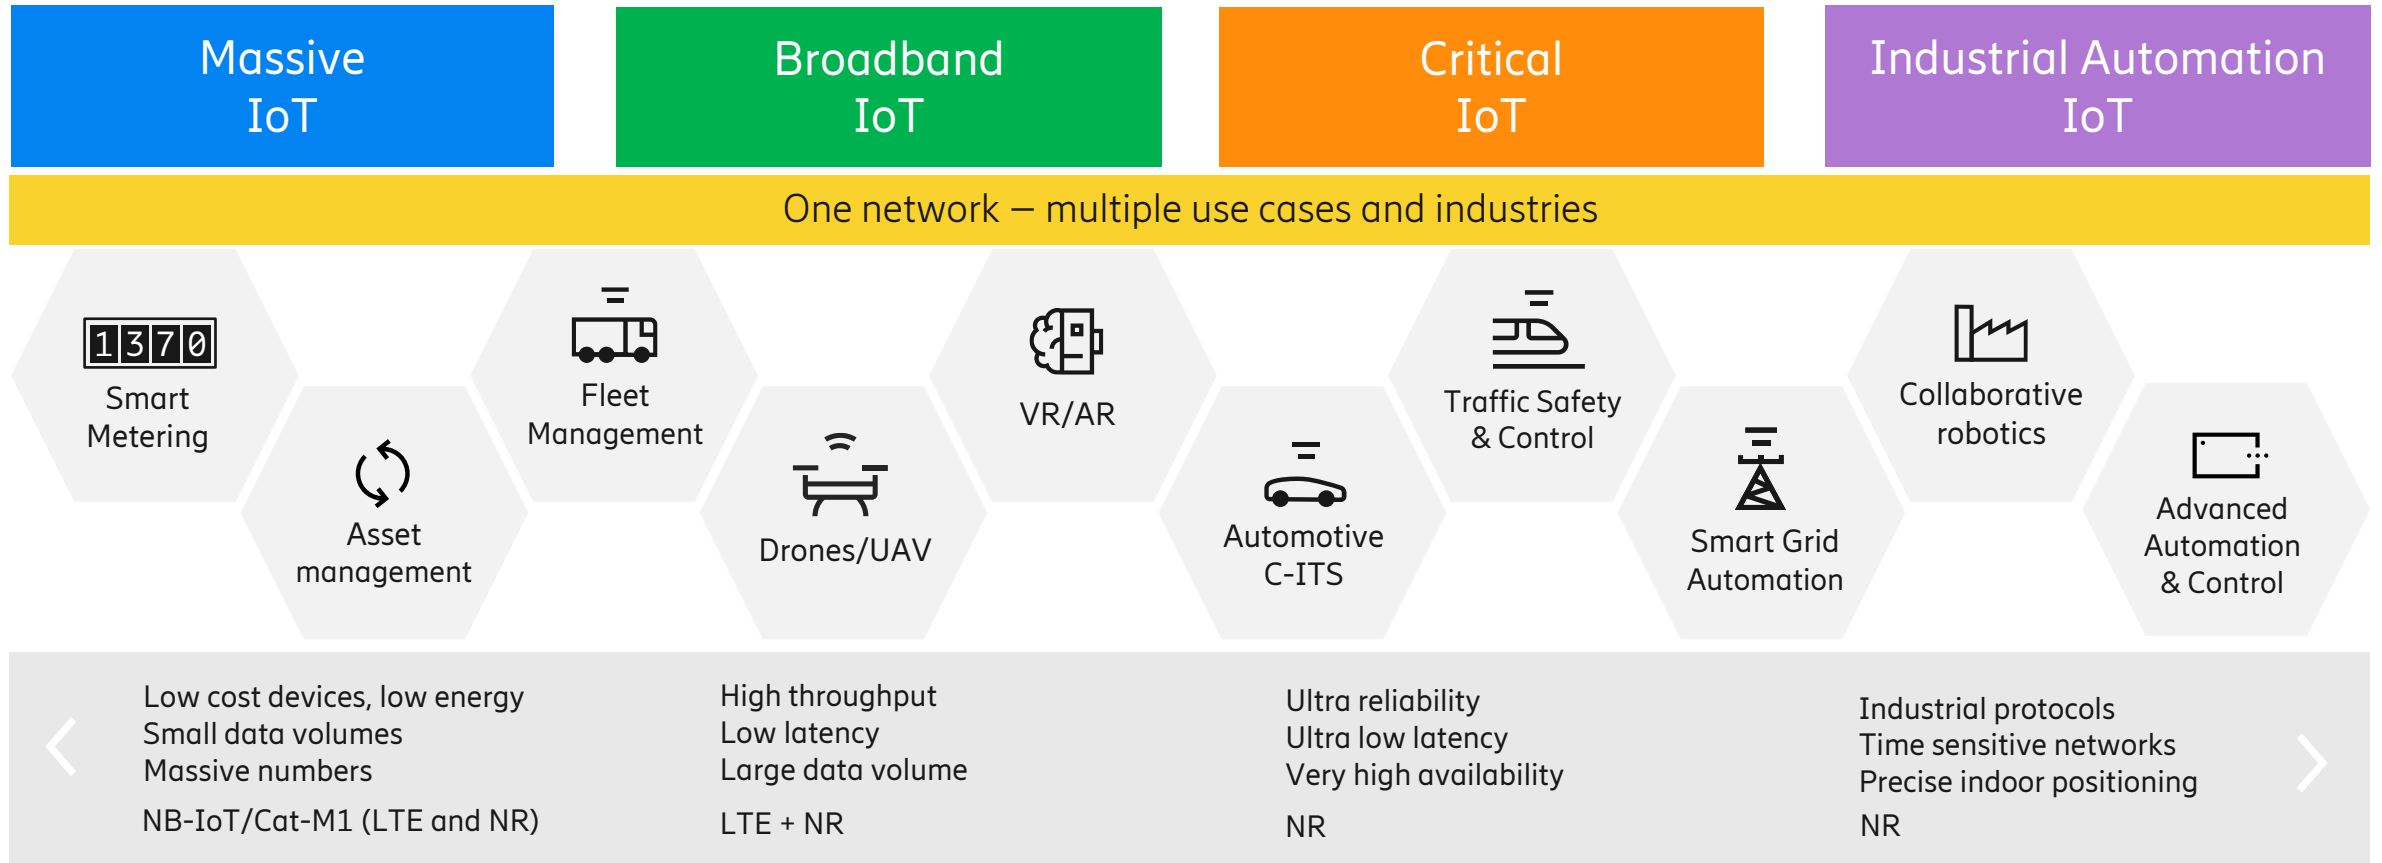 Massive
IoT
Broadband
IoT
Critical
IoT
Industrial Automation
IoT
One network – multiple use cases and industries
1370
Smart
Metering
Asset
management
Fleet
Management
Drones/UAV
VR/AR
Automotive
C-ITS
Traffic Safety
& Control
Smart Grid
Automation
Collaborative
robotics
Advanced
Automation
& Control
Low cost devices, low energy
Small data volumes
Massive numbers
NB-IoT/Cat-M1 (LTE and NR)
High throughput
Low latency
Large data volume
LTE + NR
Ultra reliability
Ultra low latency
Very high availability
NR
Industrial protocols
Time sensitive networks
Precise indoor positioning
NR